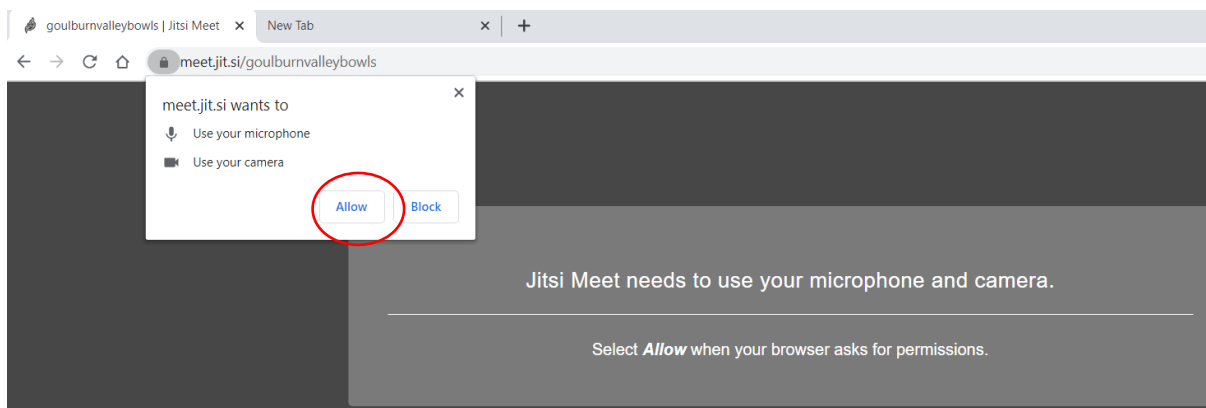 goulburnvalleybowls | Jitsi Meet
New Tab
meet.jit.si/goulburnvalleybowls
meet.jit.si wants to
Use your microphone
Use your camera
Allow
Block
Jitsi Meet needs to use your microphone and camera.
Select Allow when your browser asks for permissions.